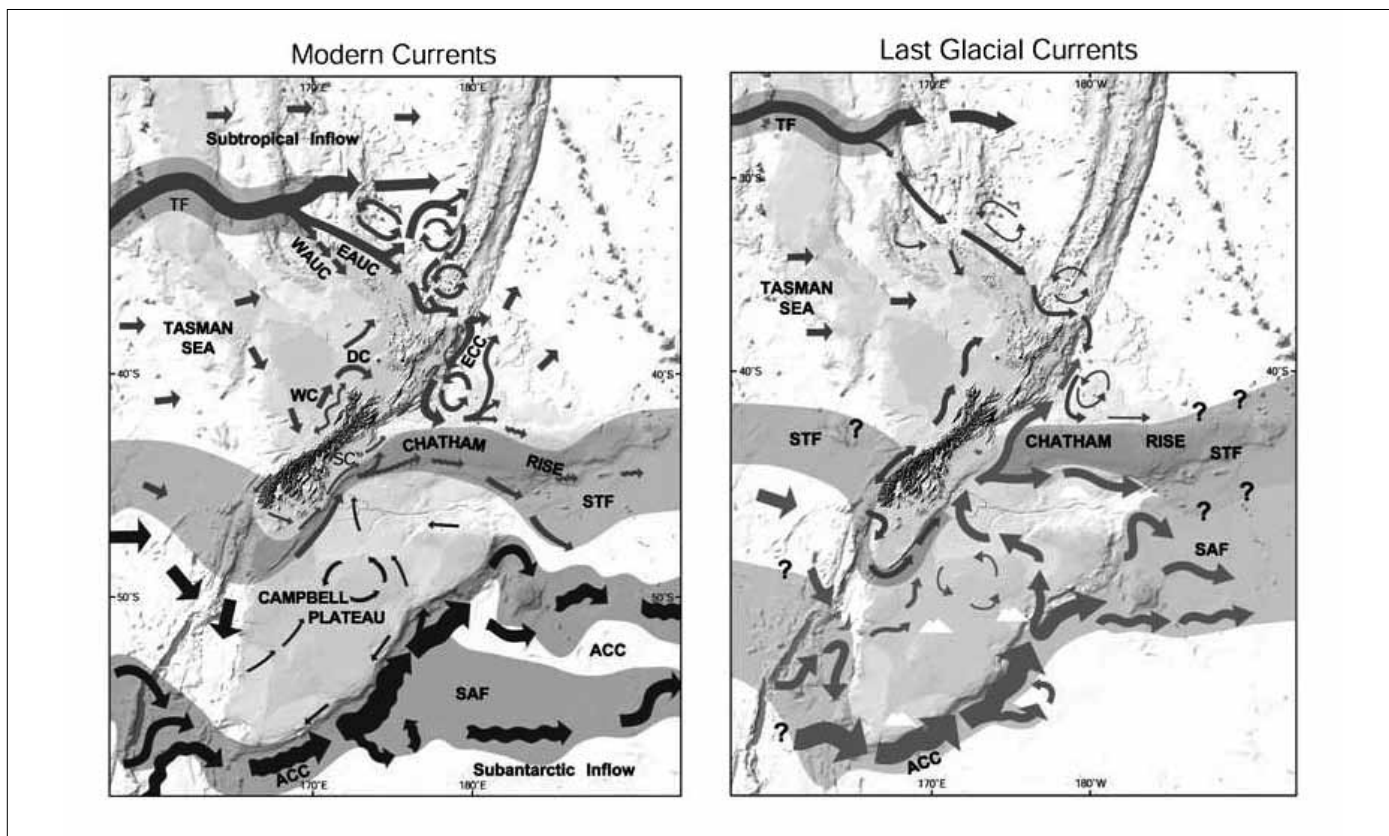 Modern Currents
170˚E
180˚E
Subtropical Inflow
TF
WAUC
EAUC
TASMAN
SEA
DC
ECC
40˚S
40˚S
WC
CHATHAM
SC
RISE
STF
50˚S
50˚S
CAMPBELL
PLATEAU
ACC
SAF
ACC
Subantarctic Inflow
170˚E
180˚E
Last Glacial Currents
170˚E
180˚W
TF
30˚S
TASMAN
SEA
40˚S
40˚S
?
?
?
STF
CHATHAM
RISE
STF
?
?
?
SAF
50˚S
?
ACC
170˚E
180˚W